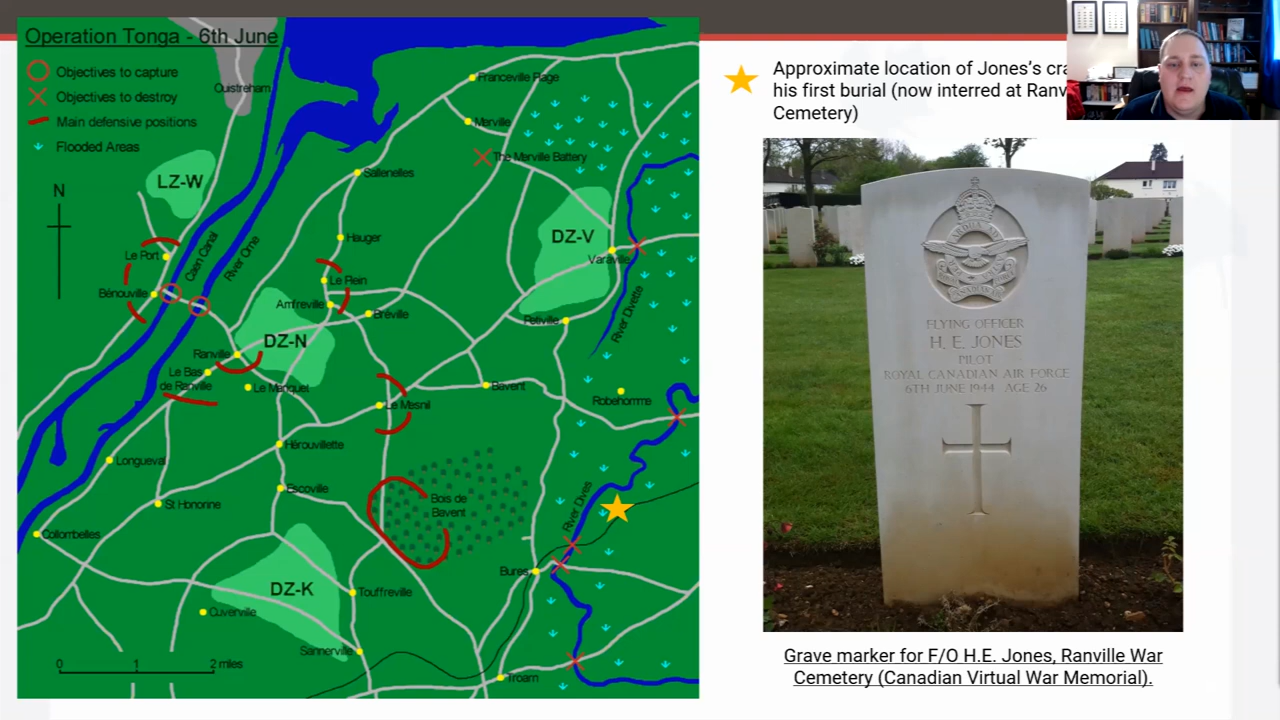 Operation Tonga - 6th June
Objectives to capture
Objectives to destroy
Main defensive positions
Flooded Areas
N
Ouistreham
LZ-W
Le Port
Bénouville
Caen Canal
River Orne
Franceville Plage
Merville
The Merville Battery
Sallenelles
Hauger
DZ-V
Varaville
Le Rein
Amfreville
Bréville
River Divette
Petiville
DZ-N
Ranville
Le Bas
de Ranville
Le Mariquet
Bavent
Robehomme
Le Mesnil
Hérouvillette
Longueval
Escoville
St Honorine
Bois de
Bavent
River Dives
Collombelles
Bures
DZ-K
Touffreville
Cuverville
Sannerville
Troarn
0 1 2 miles
Approximate location of Jones's
his first burial (now interred at
Cemetery)
FLYING OFFICER
H. E. JONES
PILOT
ROYAL CANADIAN AIR FORCE
6TH JUNE 1944 AGE 26
Grave marker for F/O H.E. Jones, Ranville War
Cemetery (Canadian Virtual War Memorial).